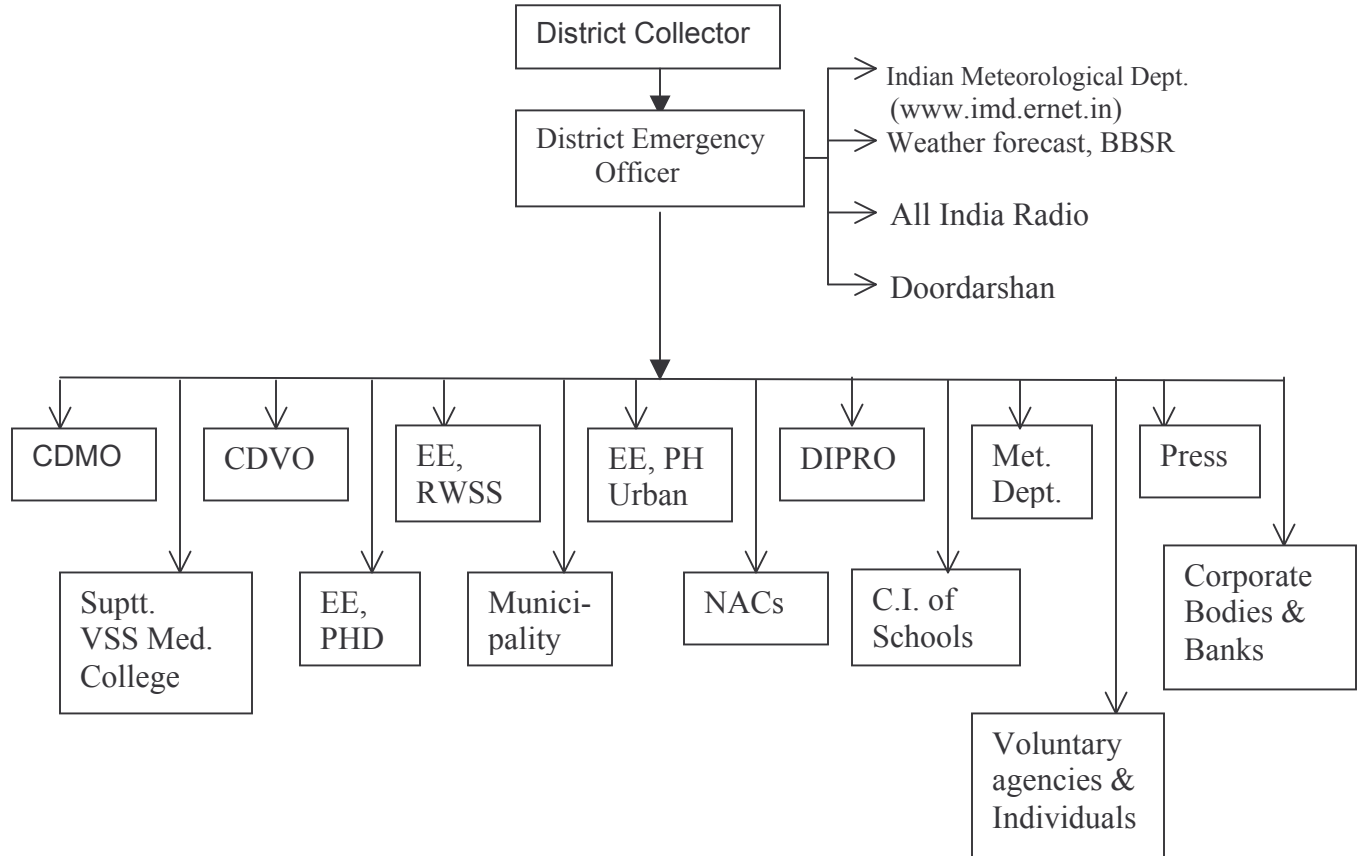 District Collector
District Emergency
Officer
Indian Meteorological Dept.
(www.imd.ernet.in)
Weather forecast, BBSR
All India Radio
Doordarshan
CDMO
CDVO
EE,
RWSS
EE, PH
Urban
DIPRO
Met.
Dept.
Press
Suptt.
VSS Med.
College
EE,
PHD
Munici-
pality
NACs
C.I. of
Schools
Corporate
Bodies &
Banks
Voluntary
agencies &
Individuals